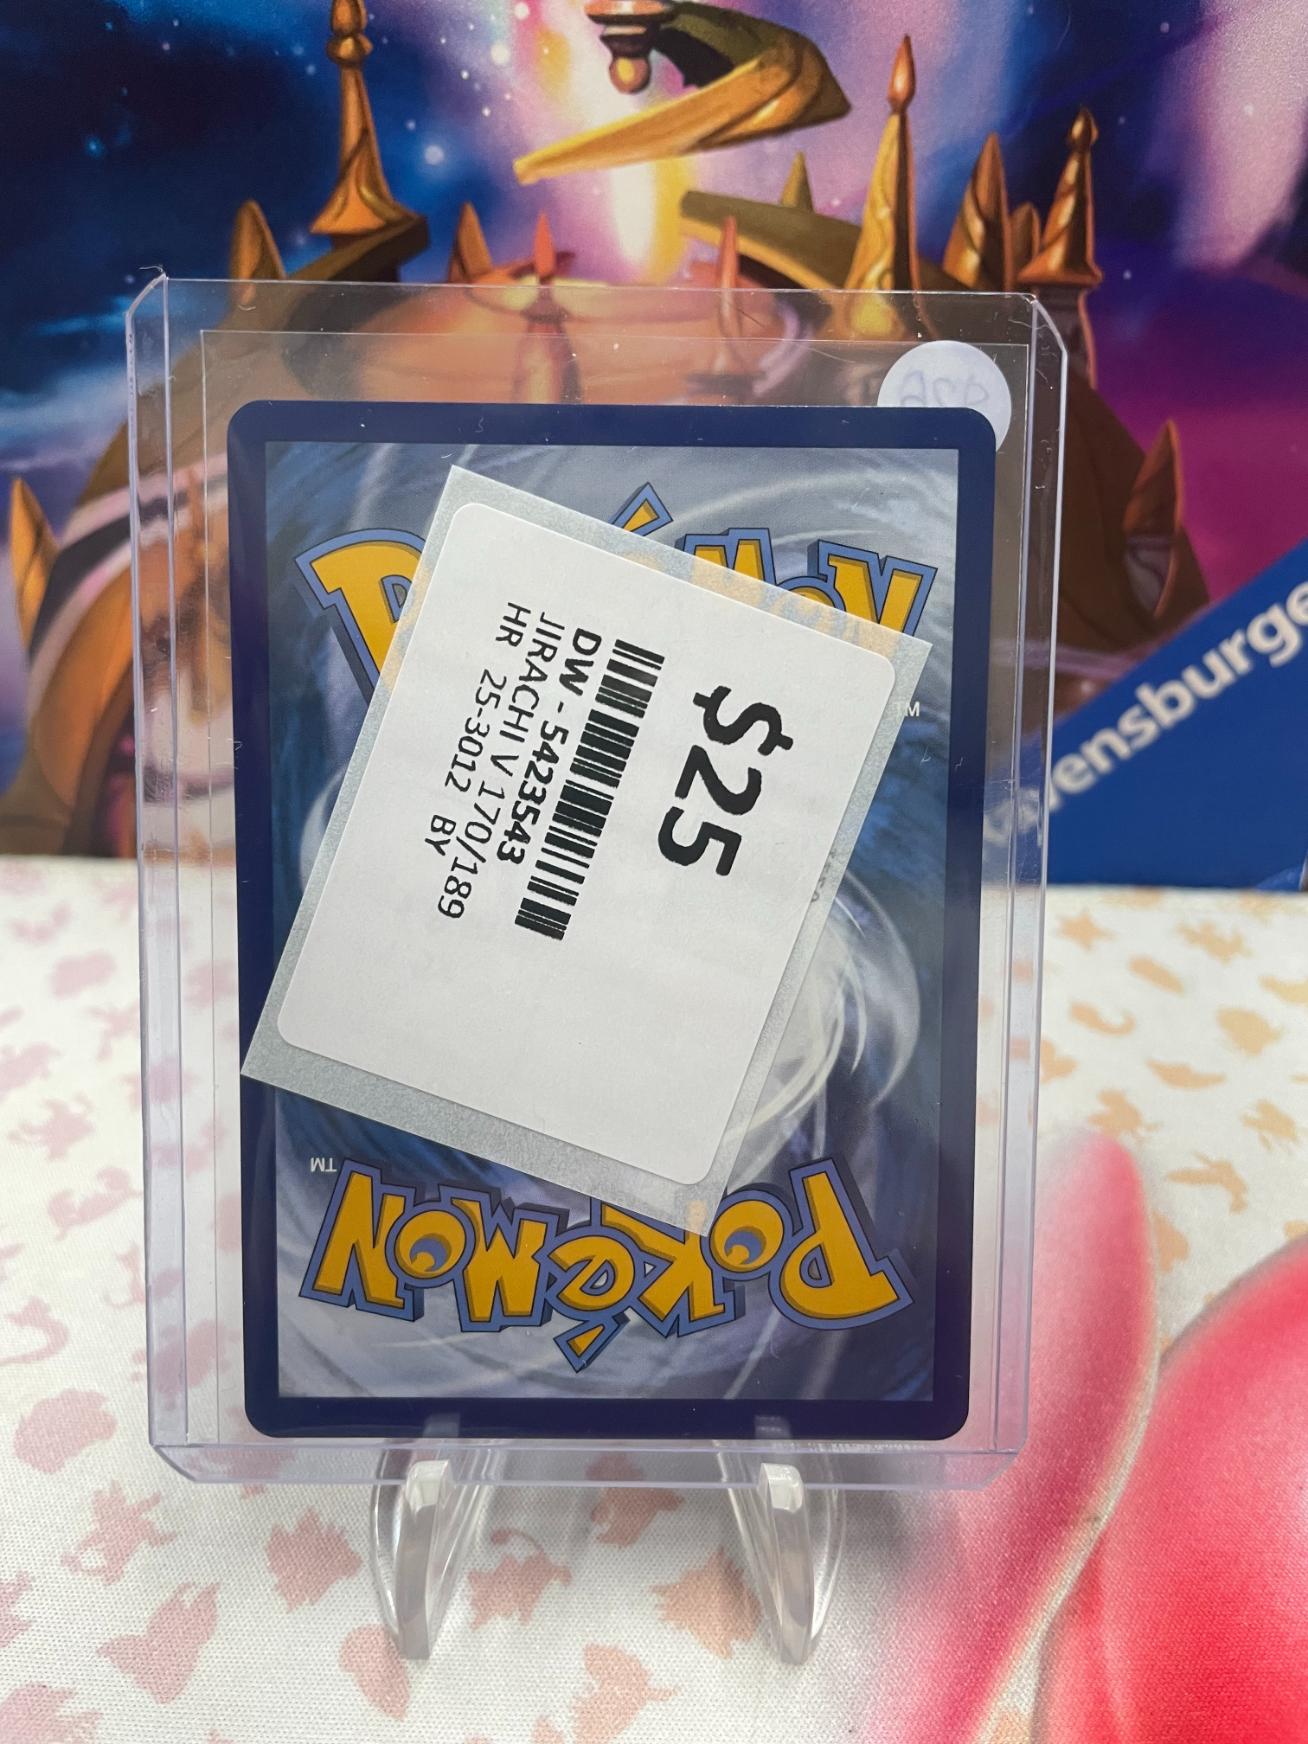 $25
DW - 5423543
JIRACHI V 170/189
HR 25-3012 BY
POKéMON
TM
POKéMON
TM
Ravensburger